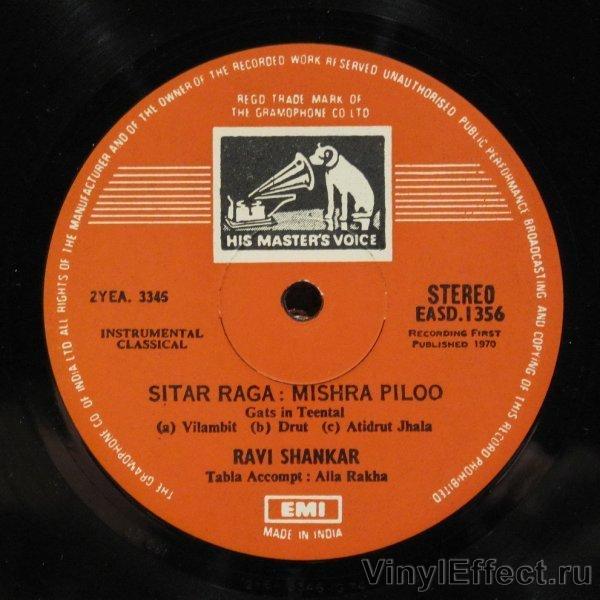 THE GRAMOPHONE CO OF INDIA LTD ALL RIGHTS OF THE MANUFACTURER AND OF THE OWNER OF THE RECORDED WORK RESERVED UNAUTHORISED PUBLIC PERFORMANCE BROADCASTING AND COPYING OF THIS RECORD PROHIBITED
REGD TRADE MARK OF
THE GRAMOPHONE CO LTD
HIS MASTER'S VOICE
2YEA. 3345
STEREO
EASD.1356
INSTRUMENTAL
CLASSICAL
RECORDING FIRST
PUBLISHED 1970
SITAR RAGA : MISHRA PILOO
Gats in Teental
(a) Vilambit (b) Drut (c) Atidrut Jhala
RAVI SHANKAR
Tabla Accompt : Alla Rakha
EMI
MADE IN INDIA
VinylEffect.ru